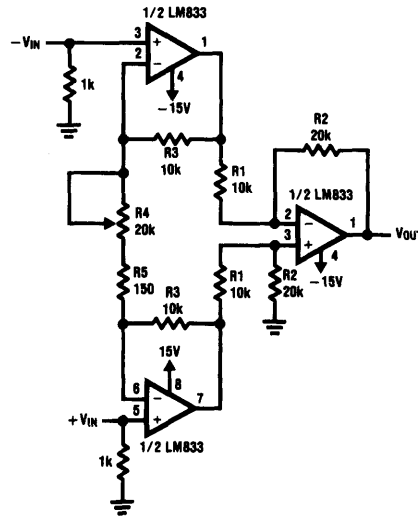 1/2 LM833
−VIN
3
+
1
2
−
4
1k
−15V
R3
10k
R2
20k
R1
10k
1/2 LM833
R4
20k
2
−
1
VOUT
3
+
4
−15V
R5
150
R1
10k
R2
20k
R3
10k
15V
8
6
−
7
+VIN
5
+
1/2 LM833
1k